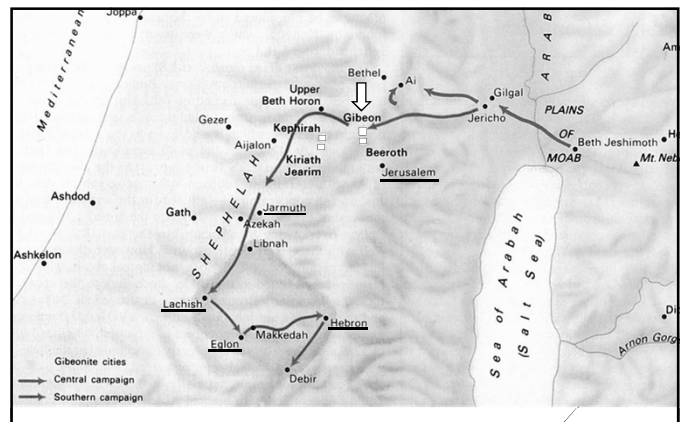 Joppa
Mediterranean
ARAB
Am
Bethel
Ai
Upper
Beth Horon
Gilgal
Gibeon
Jericho
PLAINS
OF
MOAB
Gezer
Kephirah
Aijalon
Beth Jeshimoth
He
Mt. Neb
Kiriath
Jearim
Beeroth
Jerusalem
SHEPHELAH
Ashdod
Gath
Jarmuth
Azekah
Libnah
Ashkelon
Sea of Arabah
(Salt Sea)
Lachish
Hebron
Makkedah
Eglon
Di
Arnon Gorg
Debir
Gibeonite cities
Central campaign
Southern campaign